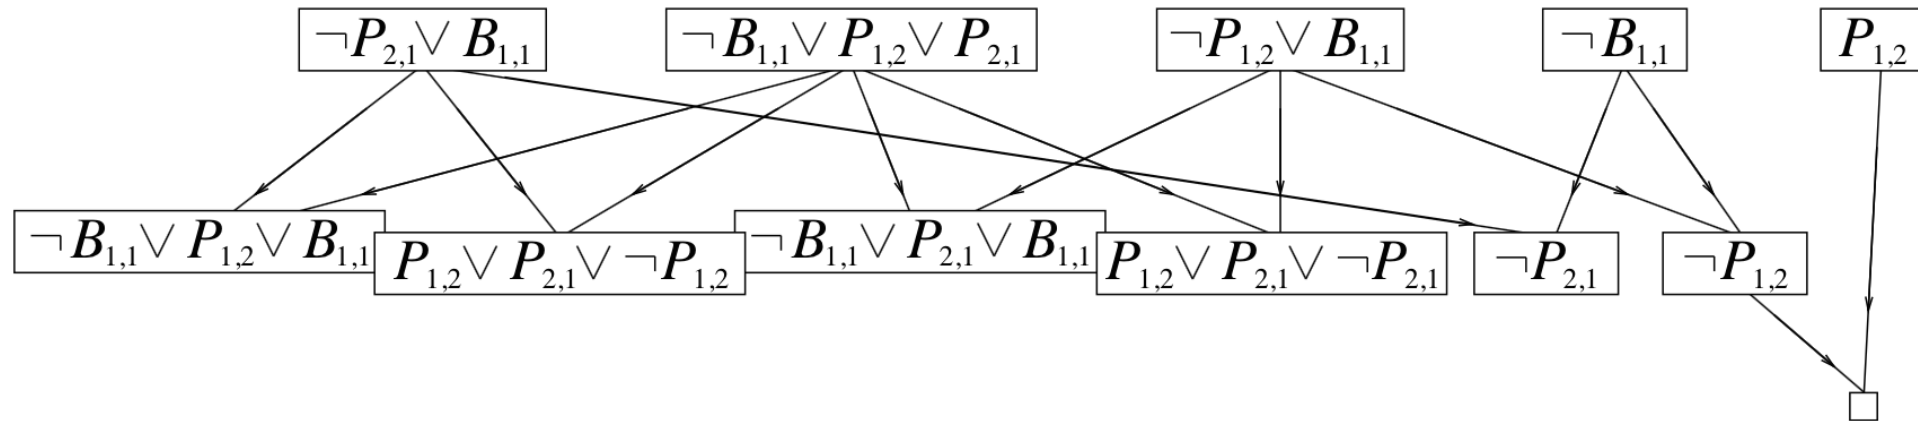 ¬P2,1 ∨ B1,1
¬B1,1 ∨ P1,2 ∨ P2,1
¬P1,2 ∨ B1,1
¬B1,1
P1,2
¬B1,1 ∨ P1,2 ∨ B1,1
P1,2 ∨ P2,1 ∨ ¬P1,2
¬B1,1 ∨ P2,1 ∨ B1,1
P1,2 ∨ P2,1 ∨ ¬P2,1
¬P2,1
¬P1,2